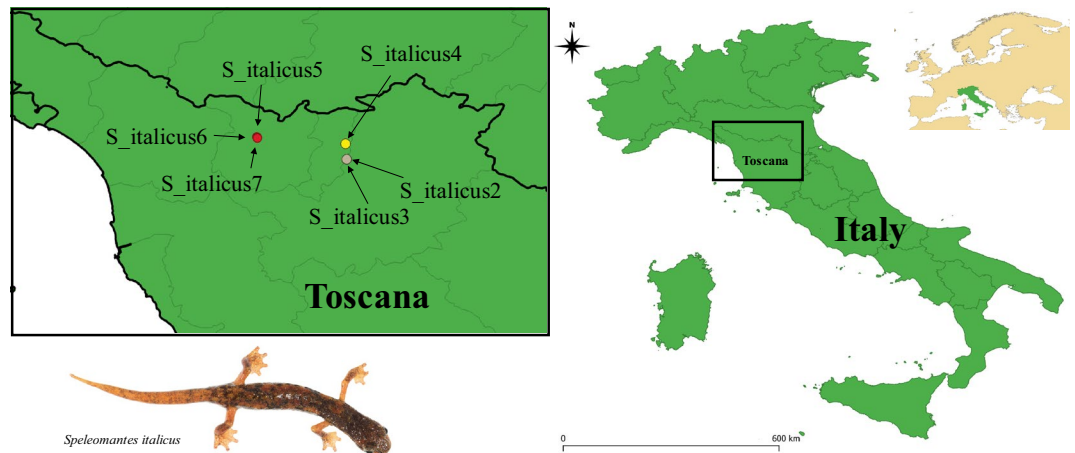 S_italicus4
S_italicus5
S_italicus6
S_italicus7
S_italicus2
S_italicus3
Toscana
Speleomantes italicus
N
Toscana
Italy
0
600 km